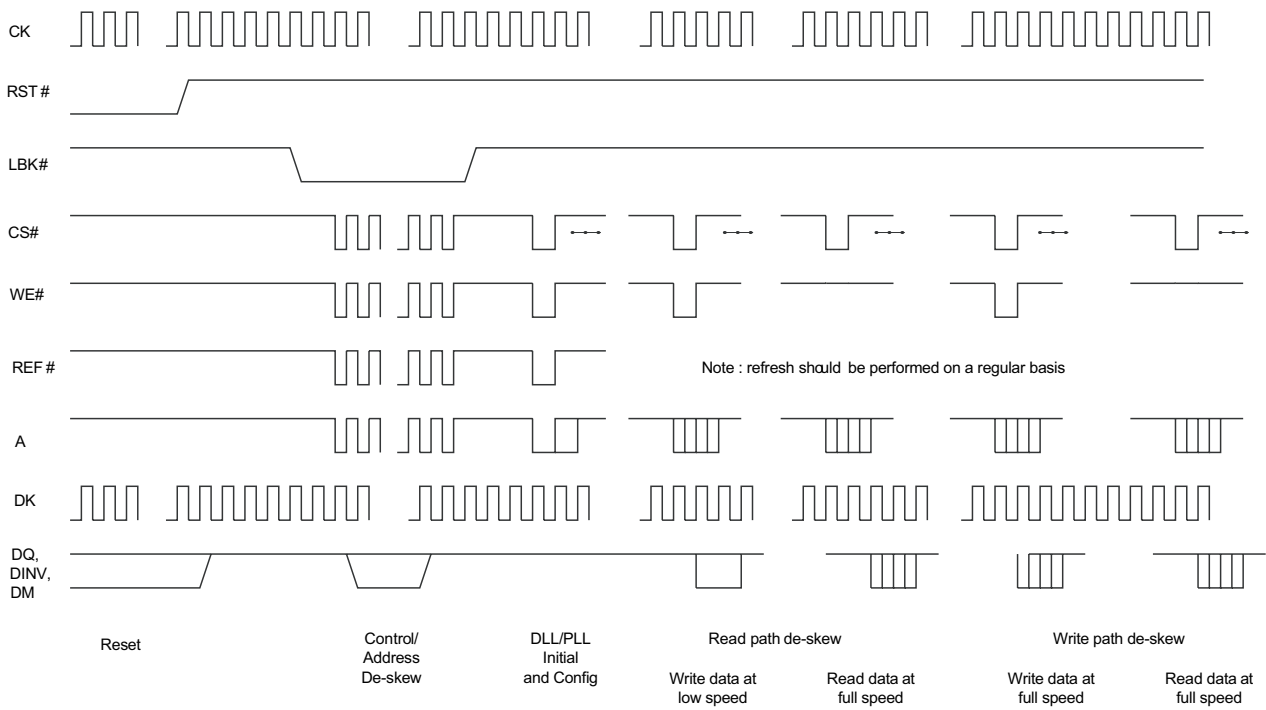 CK
RST #
LBK#
CS#
WE#
REF #
Note : refresh should be performed on a regular basis
A
DK
DQ,
DINV,
DM
Reset
Control/
Address
De-skew
DLL/PLL
Initial
and Config
Read path de-skew
Write data at
low speed
Read data at
full speed
Write path de-skew
Write data at
full speed
Read data at
full speed